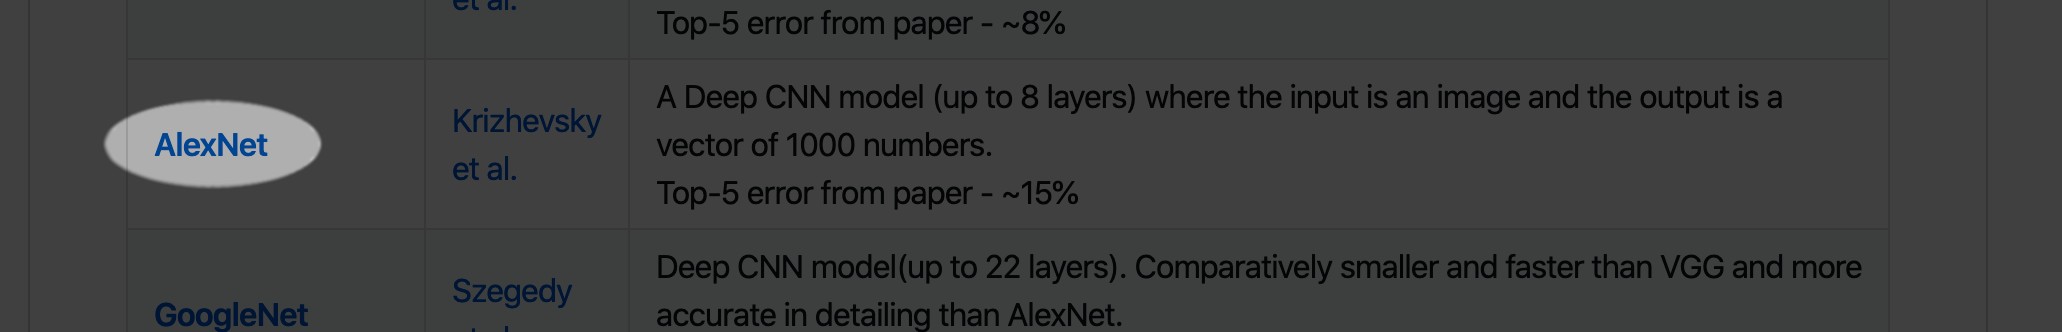 et al.
Top-5 error from paper - ~8%
AlexNet
Krizhevsky
et al.
A Deep CNN model (up to 8 layers) where the input is an image and the output is a
vector of 1000 numbers.
Top-5 error from paper - ~15%
GoogleNet
Szegedy
Deep CNN model(up to 22 layers). Comparatively smaller and faster than VGG and more
accurate in detailing than AlexNet.